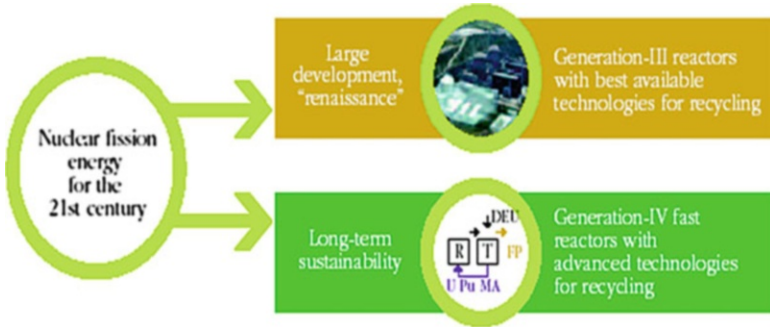 Nuclear fission
energy
for the
21st century
Large
development,
"renaissance"
Generation-III reactors
with best available
technologies for recycling
Long-term
sustainability
DEU
R T FP
U Pu MA
Generation-IV fast
reactors with
advanced technologies
for recycling